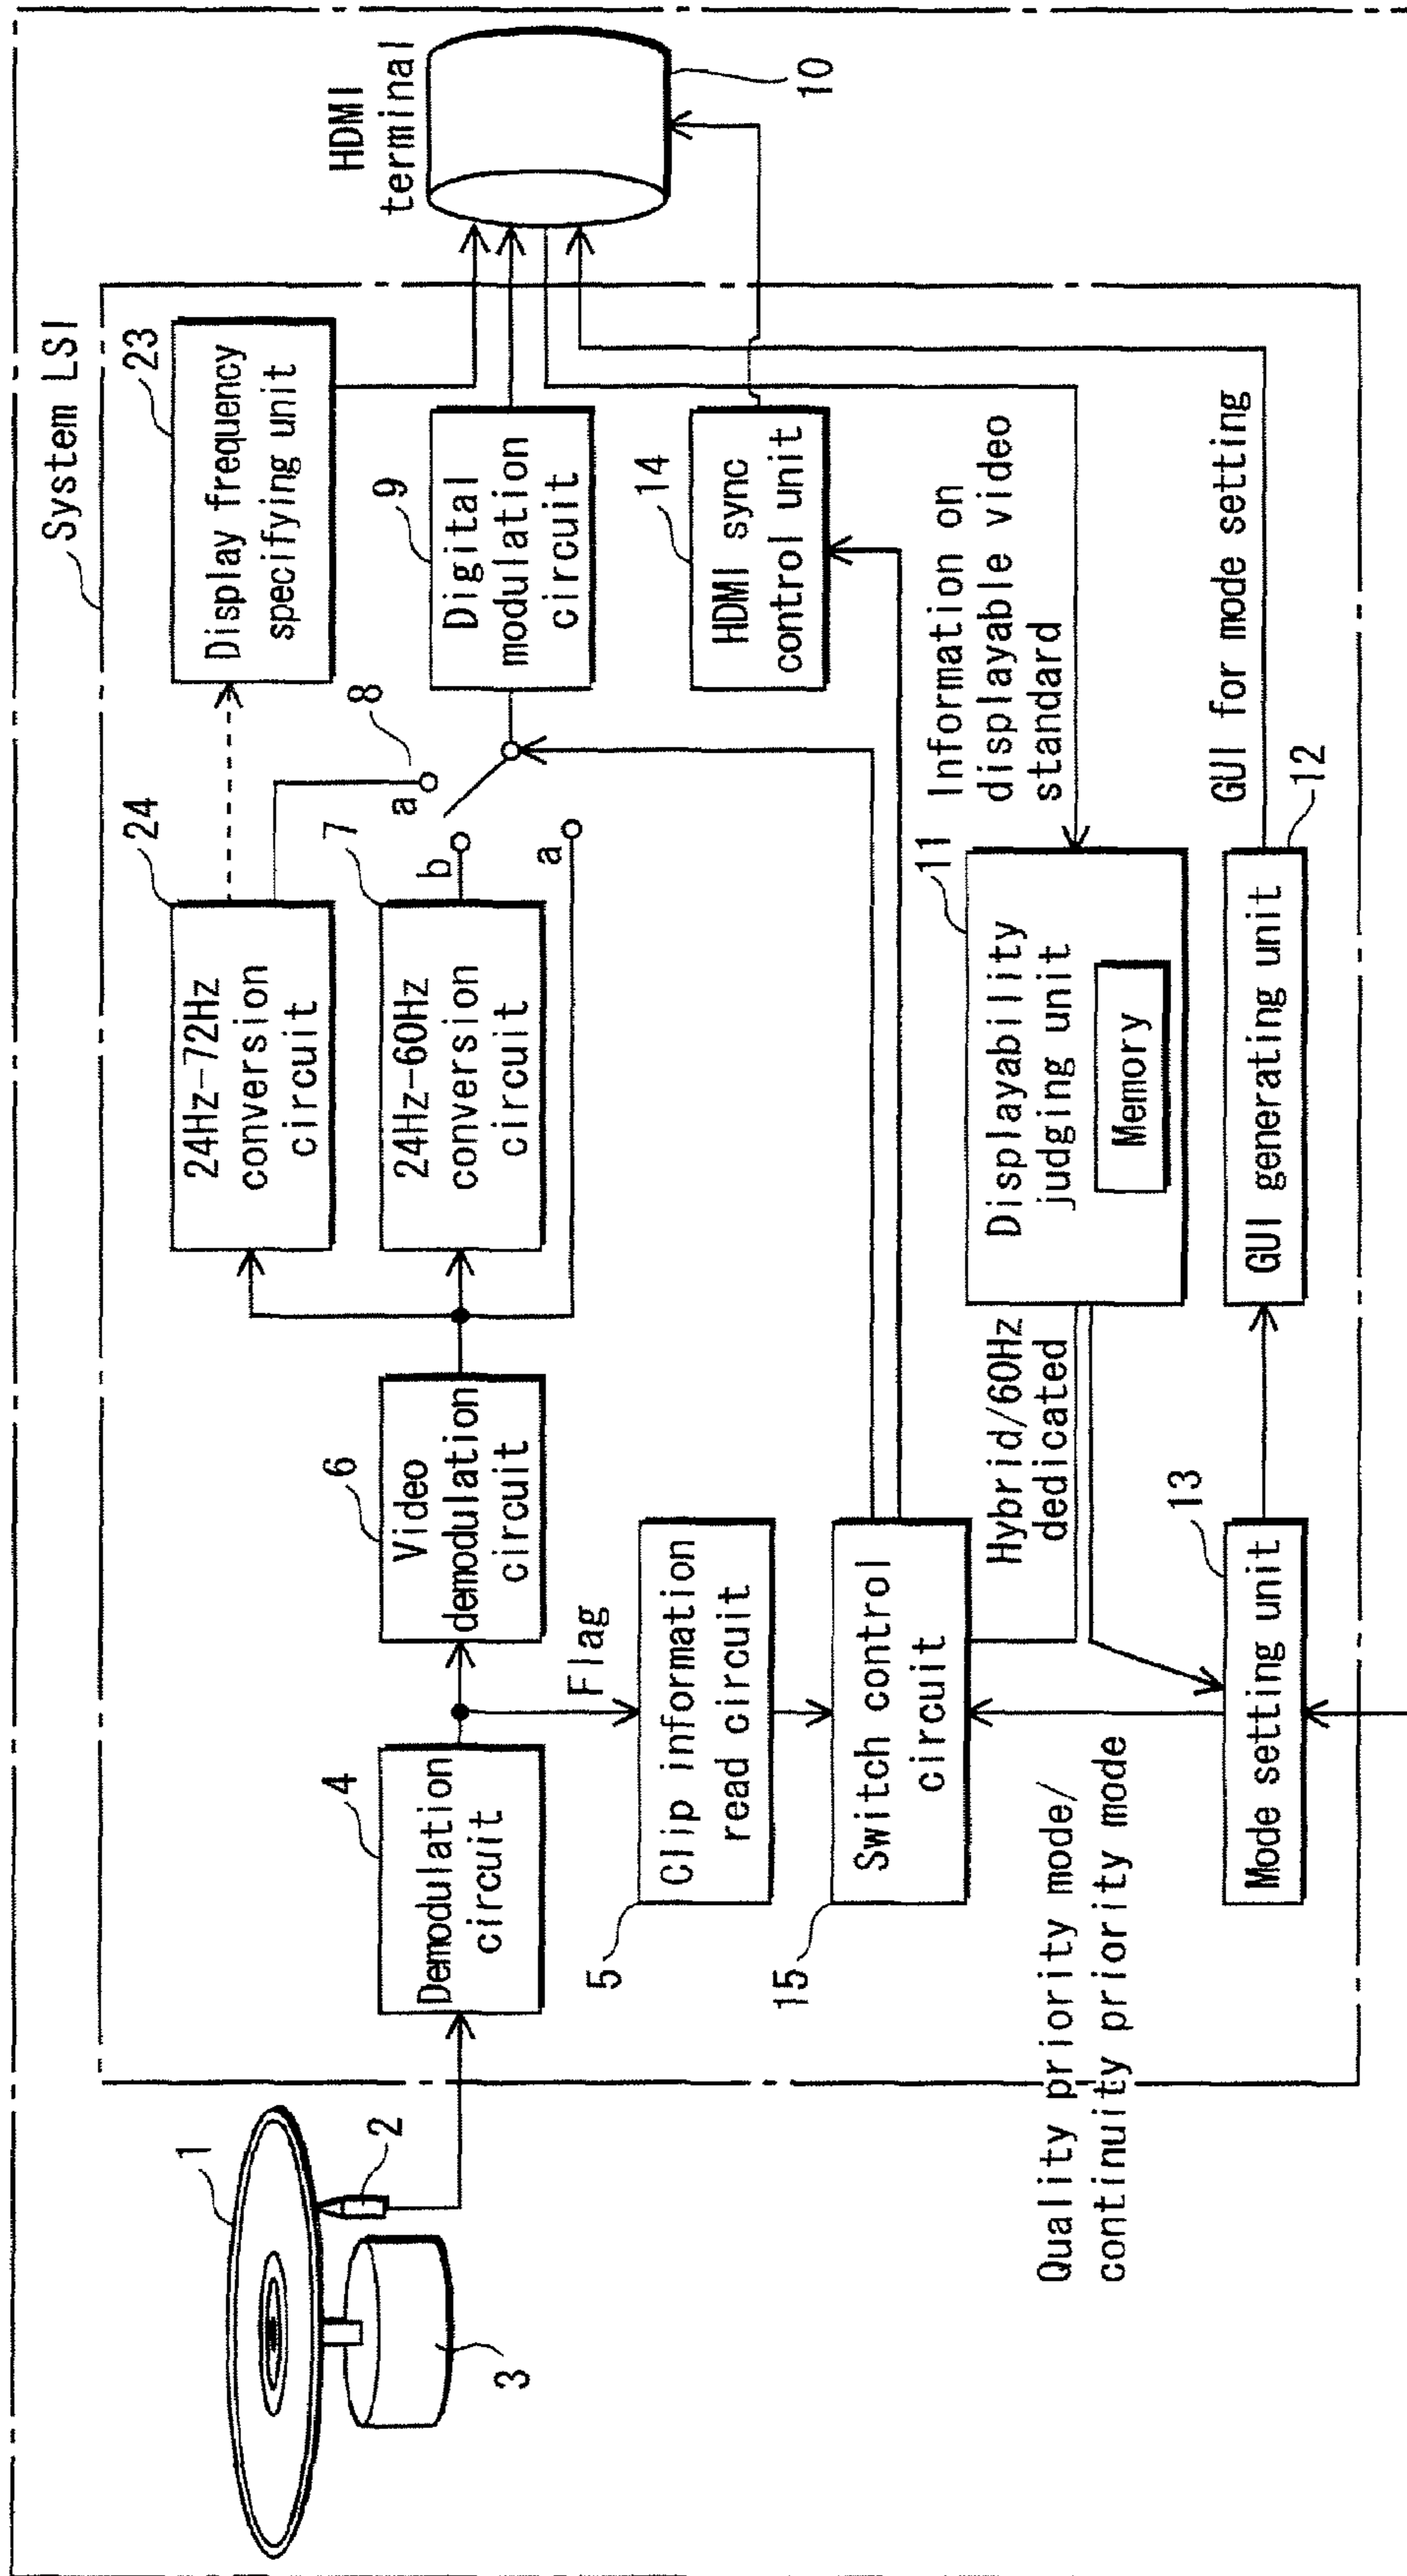 System LSI
HDMI
terminal
10
23
Display frequency
specifying unit
24
24Hz-72Hz
conversion
circuit
8
a
b
a
7
24Hz-60Hz
conversion
circuit
9
Digital
modulation
circuit
6
Video
demodulation
circuit
4
Demodulation
circuit
1
2
3
Flag
5
Clip information
read circuit
15
Switch control
circuit
14
HDMI sync
control unit
Information on
displayable video
standard
11
Displayability
judging unit
Memory
Hybrid/60Hz
dedicated
Quality priority mode/
continuity priority mode
13
Mode setting unit
12
GUI generating unit
GUI for mode setting